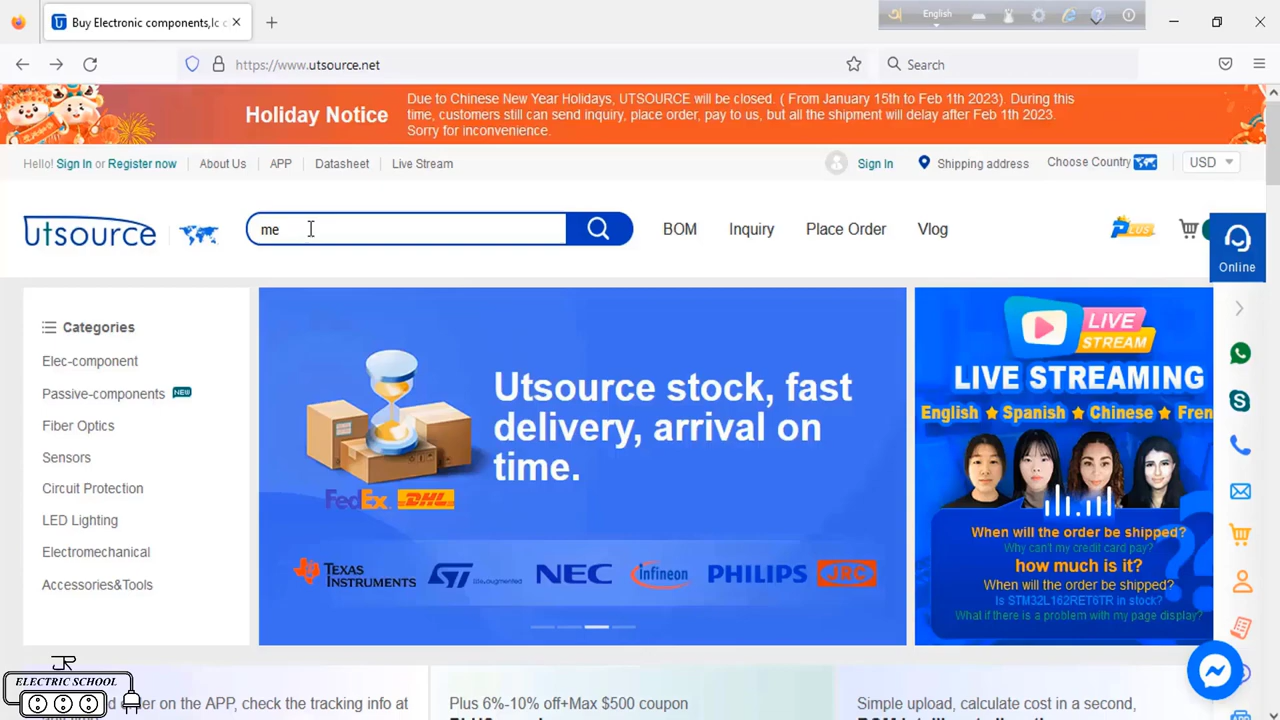 Buy Electronic components,Ic c
English
https://www.utsource.net
Search
Holiday Notice
Due to Chinese New Year Holidays, UTSOURCE will be closed. ( From January 15th to Feb 1th 2023). During this
time, customers still can send inquiry, place order, pay to us, but all the shipment will delay after Feb 1th 2023.
Sorry for inconvenience.
Hello! Sign In or Register now
About Us
APP
Datasheet
Live Stream
Sign In
Shipping address
Choose Country
USD
utsource
me
BOM
Inquiry
Place Order
Vlog
PLUS
Online
Categories
Elec-component
Passive-components NEW
Fiber Optics
Sensors
Circuit Protection
LED Lighting
Electromechanical
Accessories&Tools
Utsource stock, fast
delivery, arrival on
time.
FedEx DHL
TEXAS
INSTRUMENTS
ST
NEC
infineon
PHILIPS
JRC
LIVE
STREAM
LIVE STREAMING
English ★ Spanish ★ Chinese ★ Fren
When will the order be shipped?
Why can't my credit card pay?
how much is it?
When will the order be shipped?
Is STM32L162RET6TR in stock?
What if there is a problem with my page display?
JR
ELECTRIC SCHOOL
er on the APP, check the tracking info at
Plus 6%-10% off+Max $500 coupon
Simple upload, calculate cost in a second,